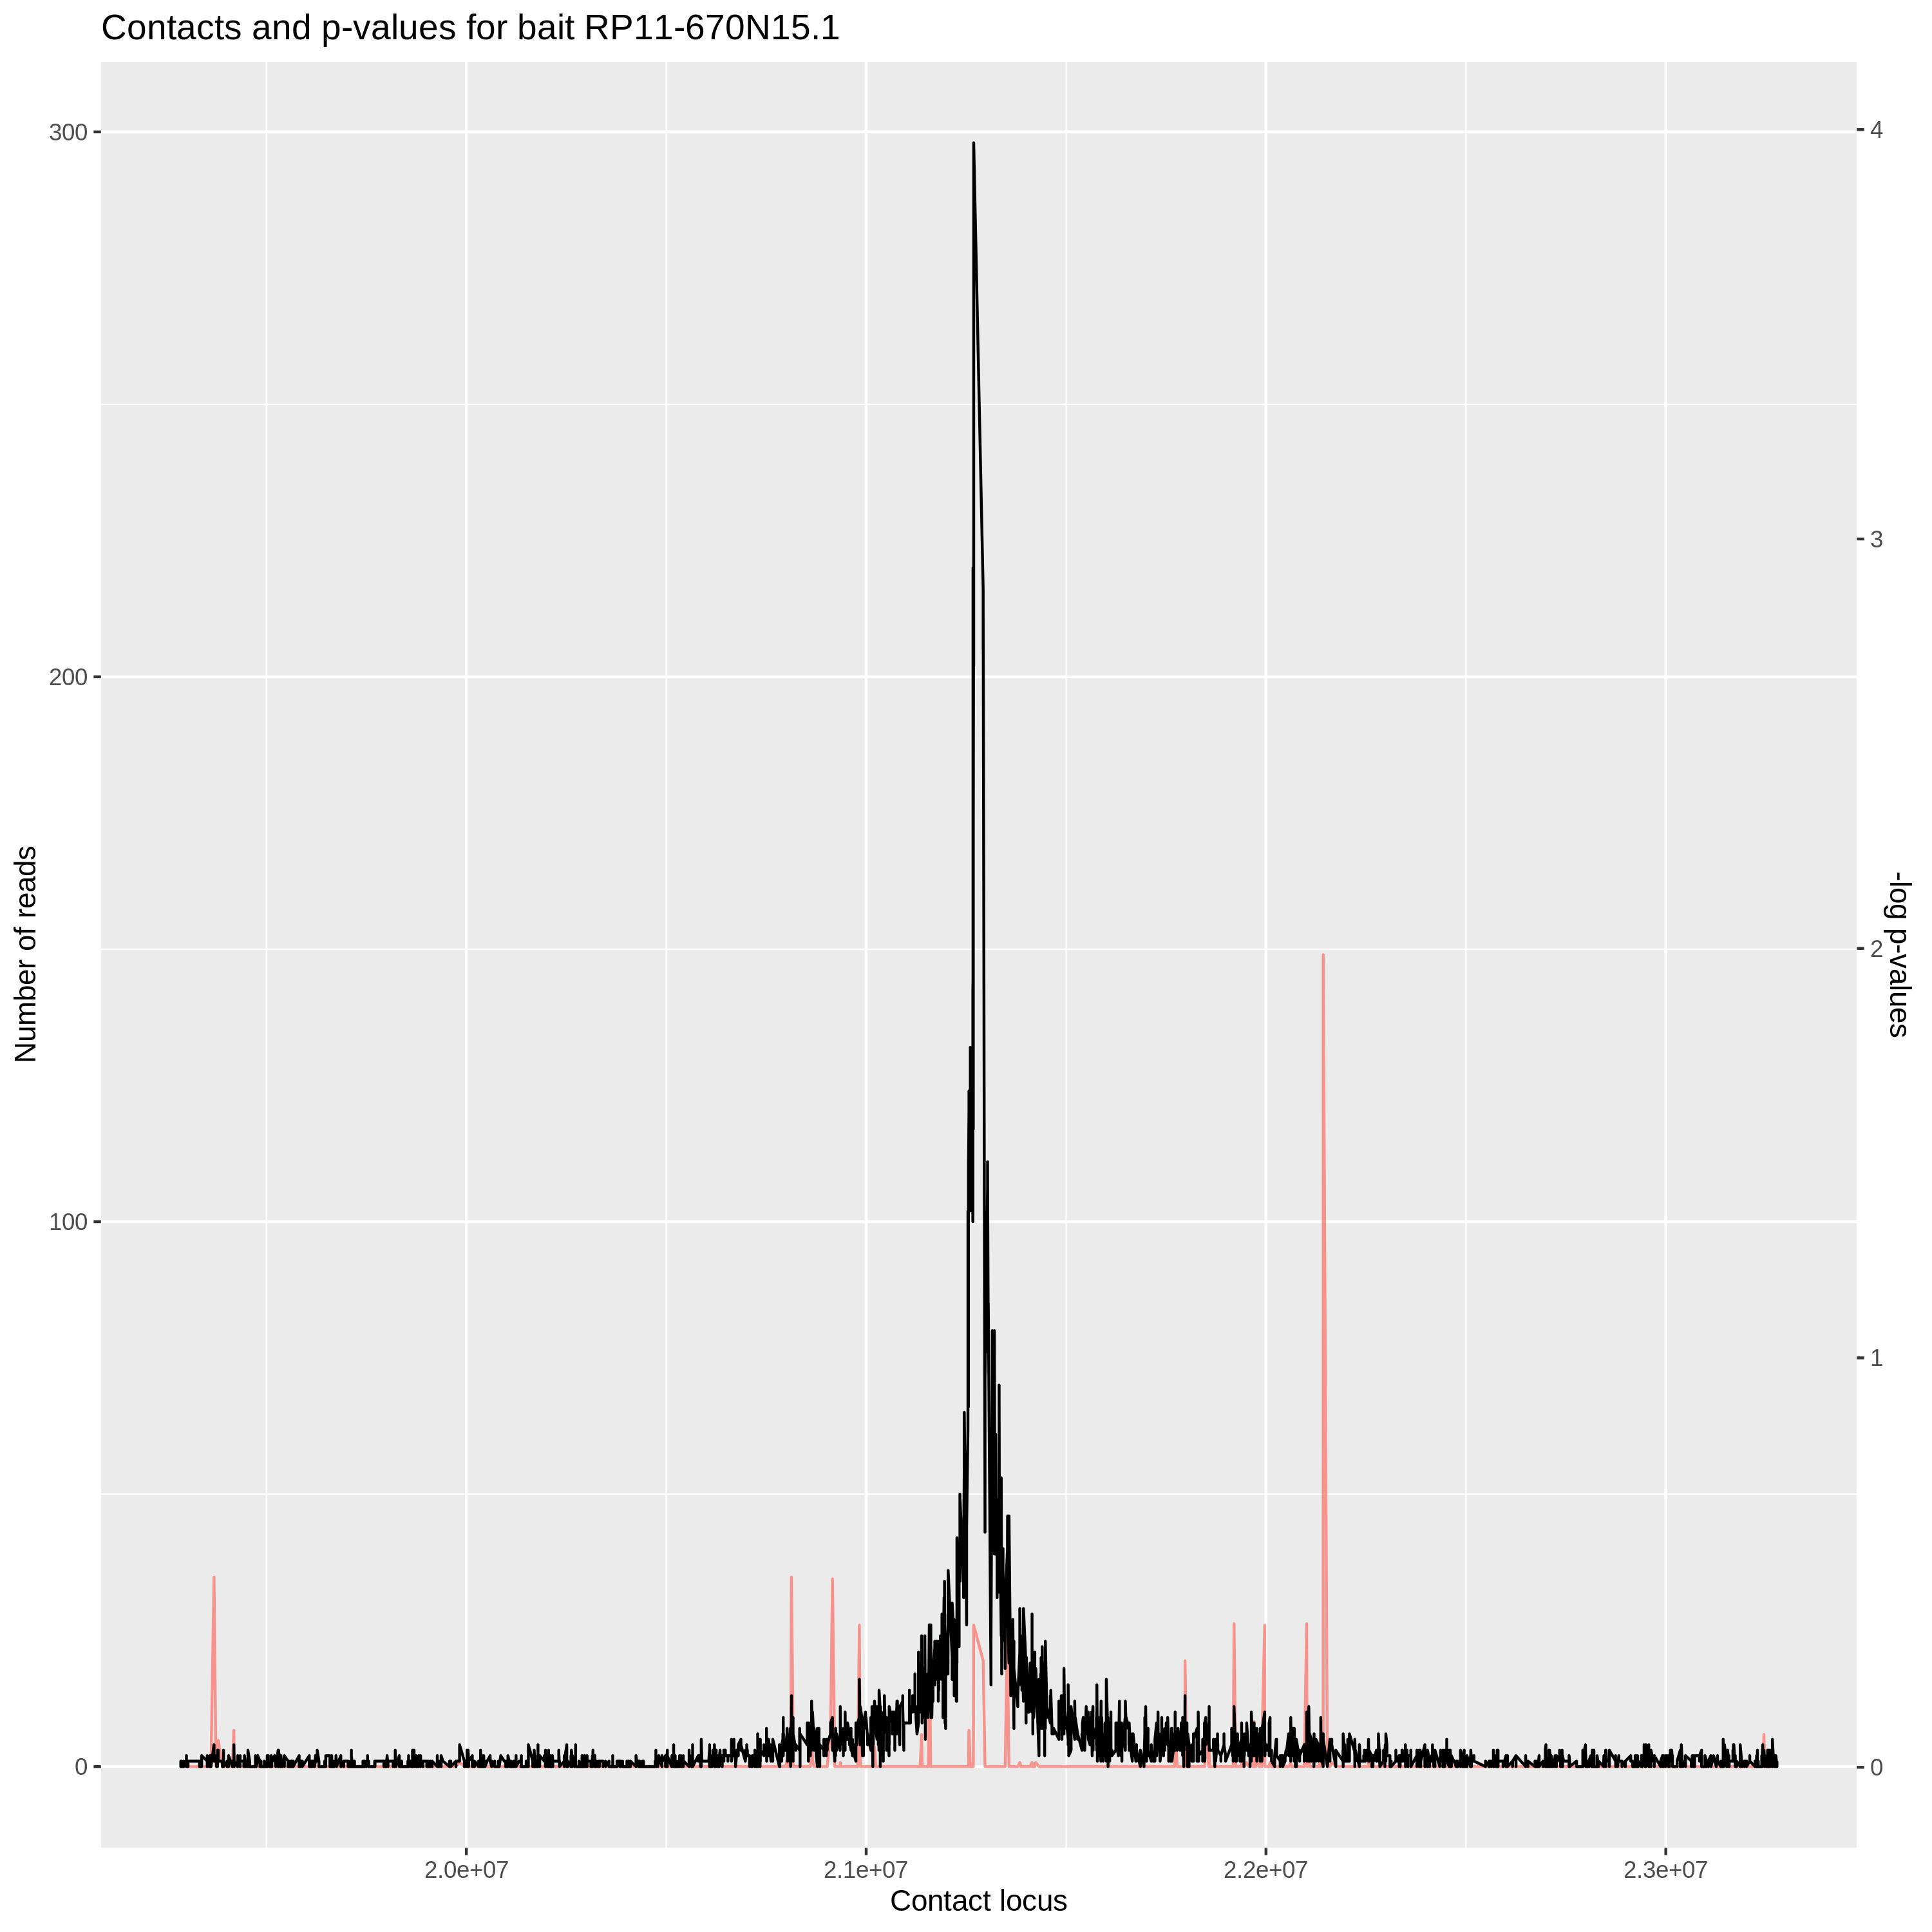 Contacts and p-values for bait RP11-670N15.1
300
200
100
0
Number of reads
4
3
2
1
0
-log p-values
2.0e+07 2.1e+07 2.2e+07 2.3e+07
Contact locus